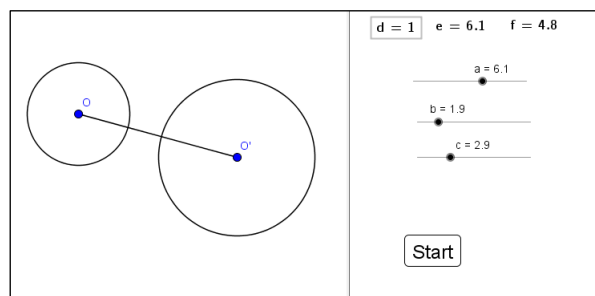 d = 1 e = 6.1 f = 4.8
a = 6.1
O
b = 1.9
O'
c = 2.9
Start